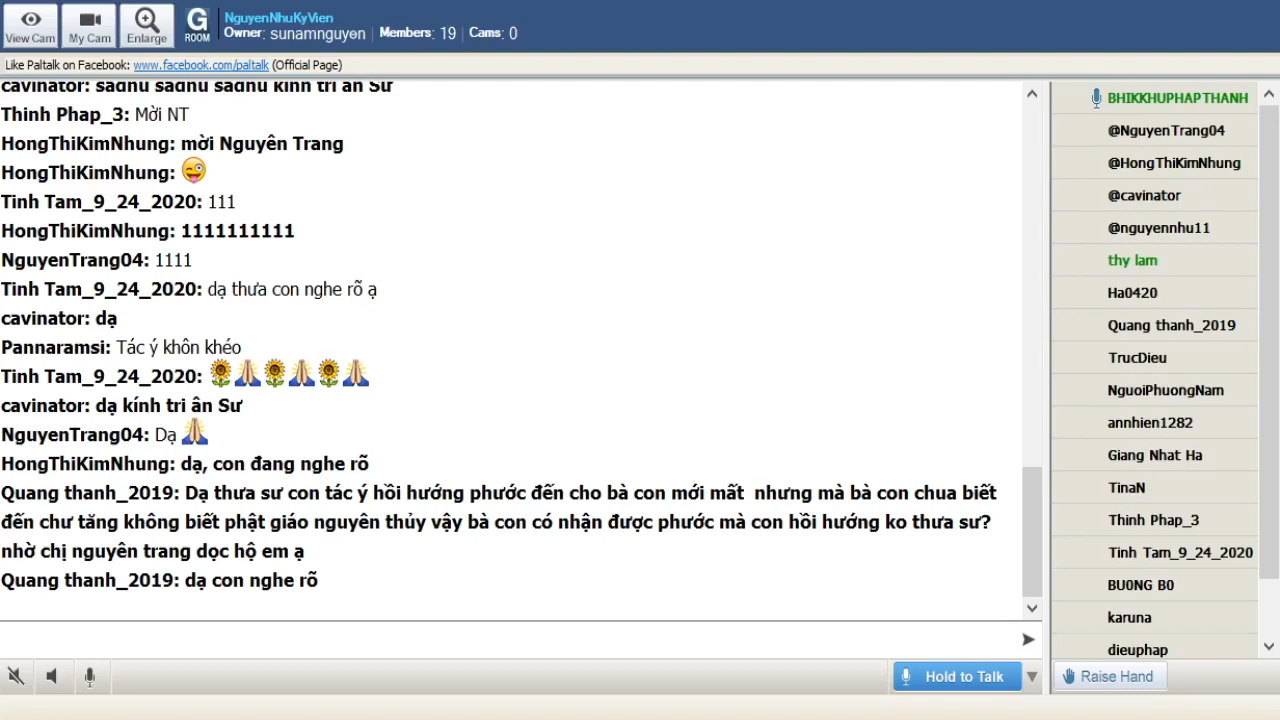 View Cam
My Cam
Enlarge
G ROOM
NguyenNhuKyVien
Owner: sunamnguyen | Members: 19 | Cams: 0
Like Paltalk on Facebook: www.facebook.com/paltalk (Official Page)
cavinator: sadhu sadhu sadhu kính tri ân Sư
Thinh Phap_3: Mời NT
HongThiKimNhung: mời Nguyên Trang
HongThiKimNhung:
Tinh Tam_9_24_2020: 111
HongThiKimNhung: 1111111111
NguyenTrang04: 1111
Tinh Tam_9_24_2020: dạ thưa con nghe rõ ạ
cavinator: dạ
Pannaramsi: Tác ý khôn khéo
Tinh Tam_9_24_2020:
cavinator: dạ kính tri ân Sư
NguyenTrang04: Dạ
HongThiKimNhung: dạ, con đang nghe rõ
Quang thanh_2019: Dạ thưa sư con tác ý hồi hướng phước đến cho bà con mới mất nhưng mà bà con chua biết
đến chư tăng không biết phật giáo nguyên thủy vậy bà con có nhận được phước mà con hồi hướng ko thưa sư?
nhờ chị nguyên trang dọc hộ em ạ
Quang thanh_2019: dạ con nghe rõ
Hold to Talk
BHIKKHUPHAPTHANH
@NguyenTrang04
@HongThiKimNhung
@cavinator
@nguyennhu11
thy lam
Ha0420
Quang thanh_2019
TrucDieu
NguoiPhuongNam
annhien1282
Giang Nhat Ha
TinaN
Thinh Phap_3
Tinh Tam_9_24_2020
BU0NG B0
karuna
dieuphap
Raise Hand